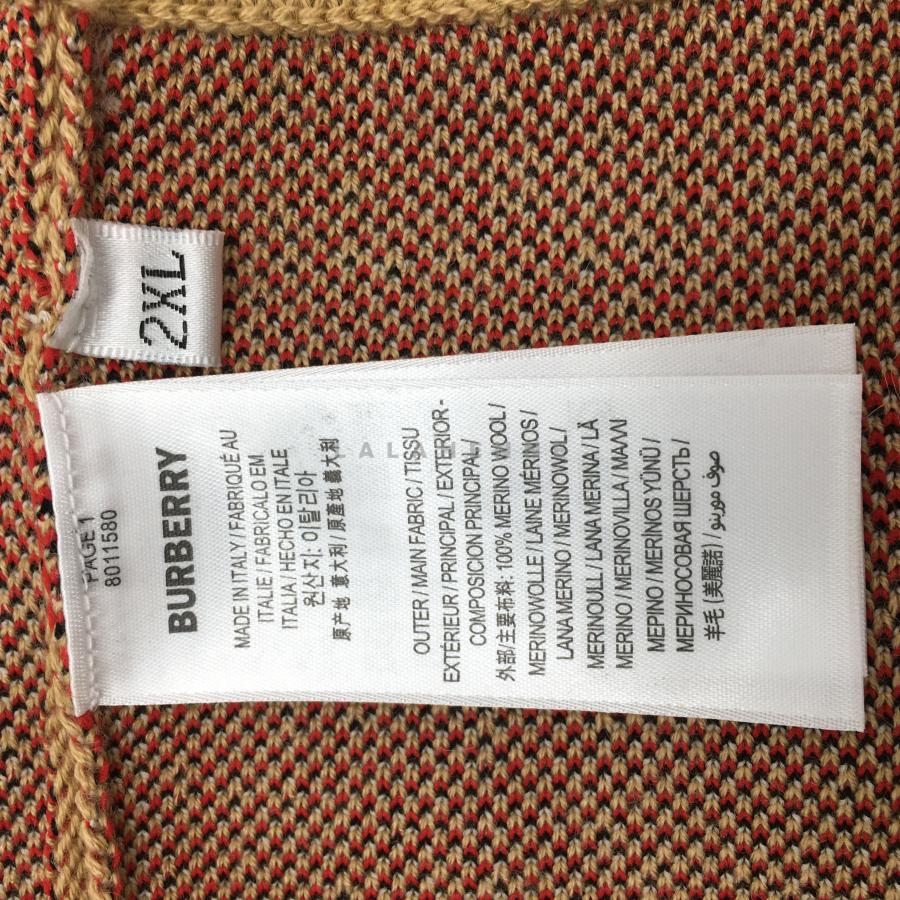 2XL
PAGE 1
8011580
BURBERRY
MADE IN ITALY / FABRIQUÉ AU
ITALIE / FABRICALO EM
ITALIA / HECHO EN ITALE
원산지: 이탈리아
原产地 意大利 / 原產地 義大利
OUTER / MAIN FABRIC / TISSU
EXTÉRIEUR / PRINCIPAL / EXTERIOR-
COMPOSICION PRINCIPAL /
外部/主要布料: 100% MERINO WOOL /
MERINOWOLLE / LAINE MÉRINOS /
LANA MERINO / MERINOWOL /
MERINOULL / LANA MERINA / LÃ
MERINO / MERINOVILLA / ΜΑΛΛΙ
ΜΕΡΙΝΟ / MERİNOS YÜNÜ /
МЕРИНОСОВАЯ ШЕРСТЬ /
羊毛 (美麗諾) / صوف مورينو